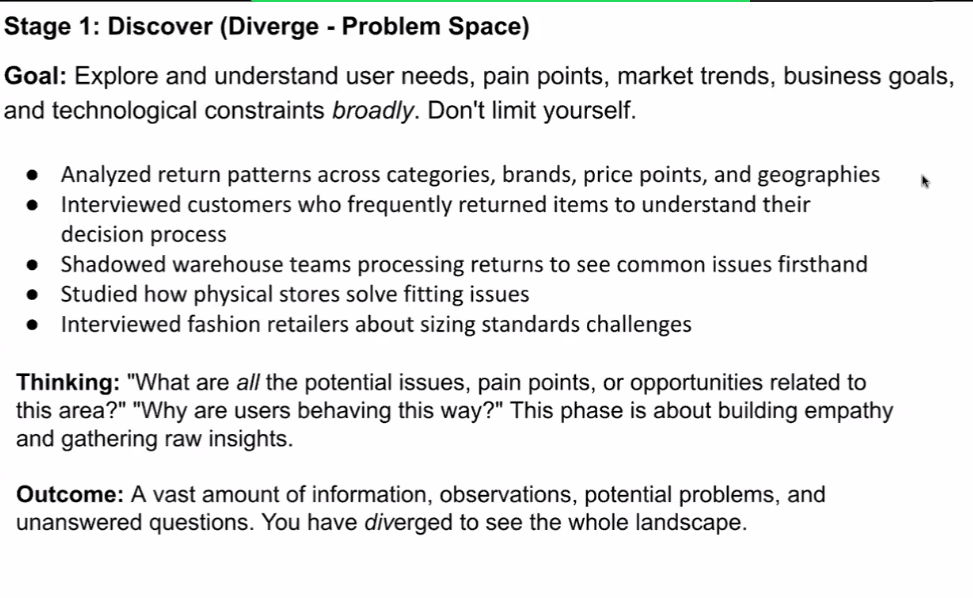 Stage 1: Discover (Diverge - Problem Space)
Goal: Explore and understand user needs, pain points, market trends, business goals,
and technological constraints broadly. Don't limit yourself.
● Analyzed return patterns across categories, brands, price points, and geographies
● Interviewed customers who frequently returned items to understand their
decision process
● Shadowed warehouse teams processing returns to see common issues firsthand
● Studied how physical stores solve fitting issues
● Interviewed fashion retailers about sizing standards challenges
Thinking: "What are all the potential issues, pain points, or opportunities related to
this area?" "Why are users behaving this way?" This phase is about building empathy
and gathering raw insights.
Outcome: A vast amount of information, observations, potential problems, and
unanswered questions. You have diverged to see the whole landscape.